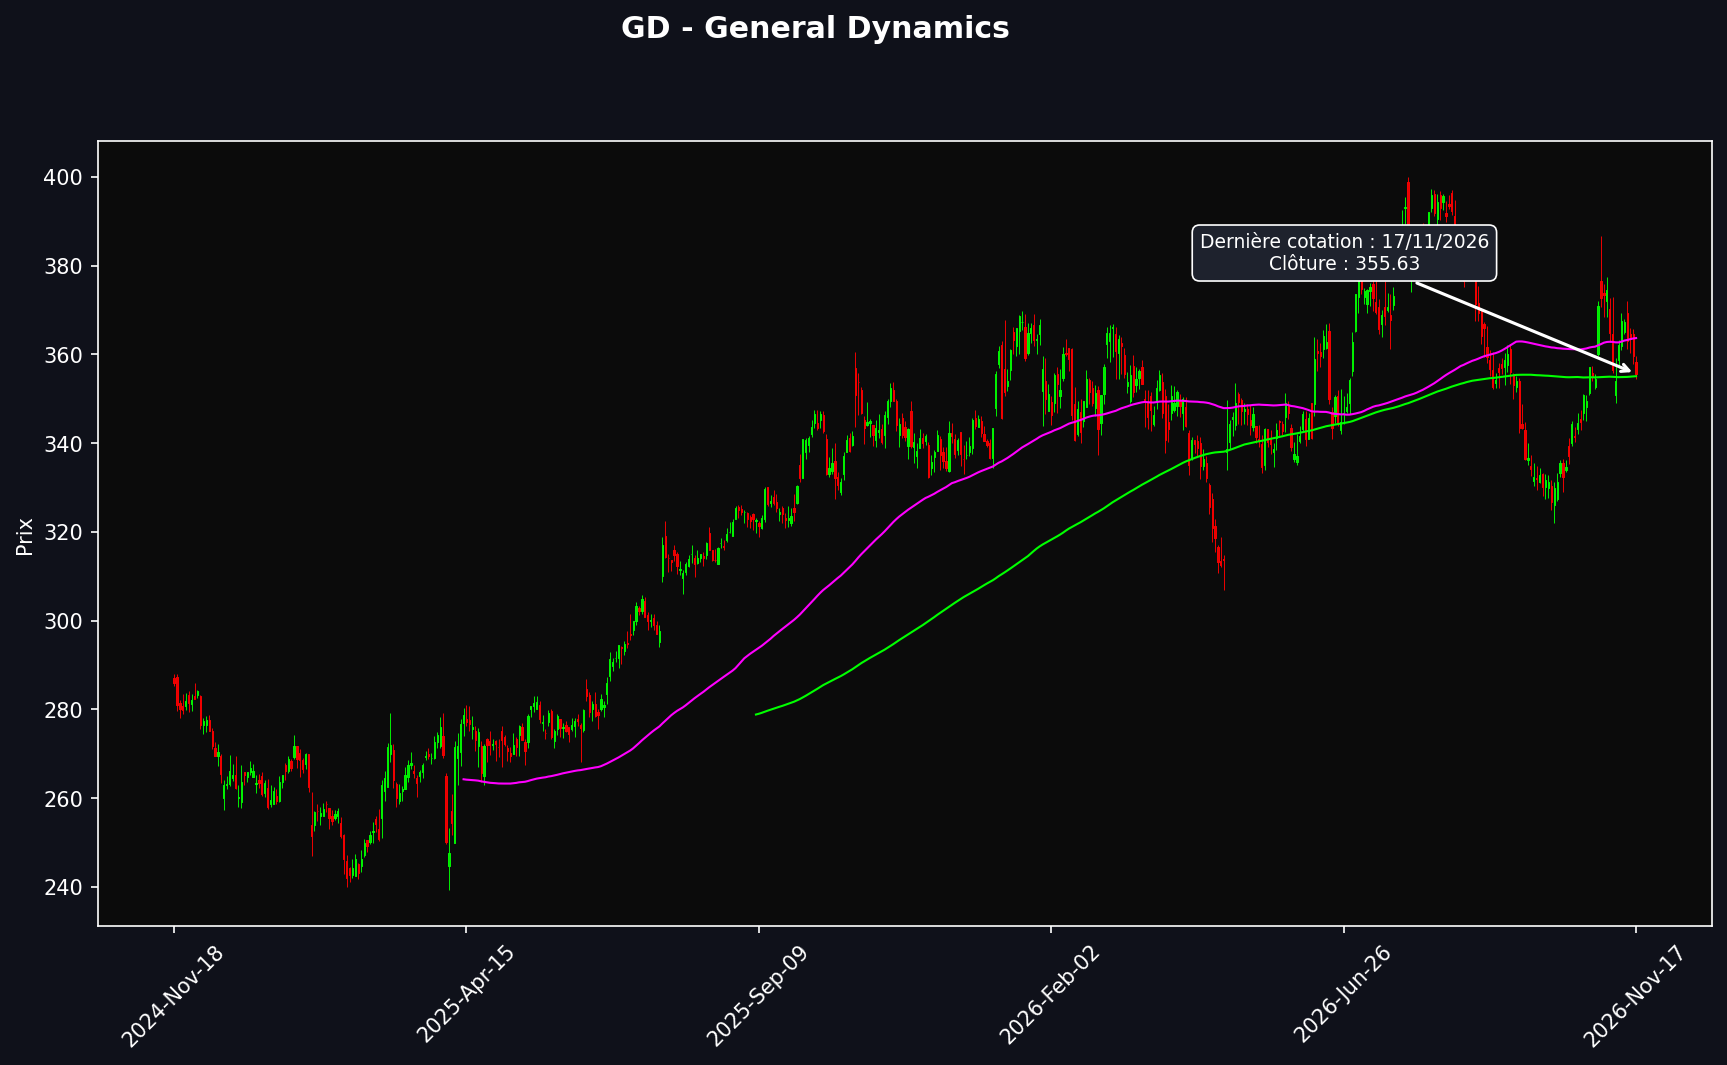 GD - General Dynamics
Dernière cotation : 17/11/2026
Clôture : 355.63
Prix
400
380
360
340
320
300
280
260
240
2024-Nov-18
2025-Apr-15
2025-Sep-09
2026-Feb-02
2026-Jun-26
2026-Nov-17